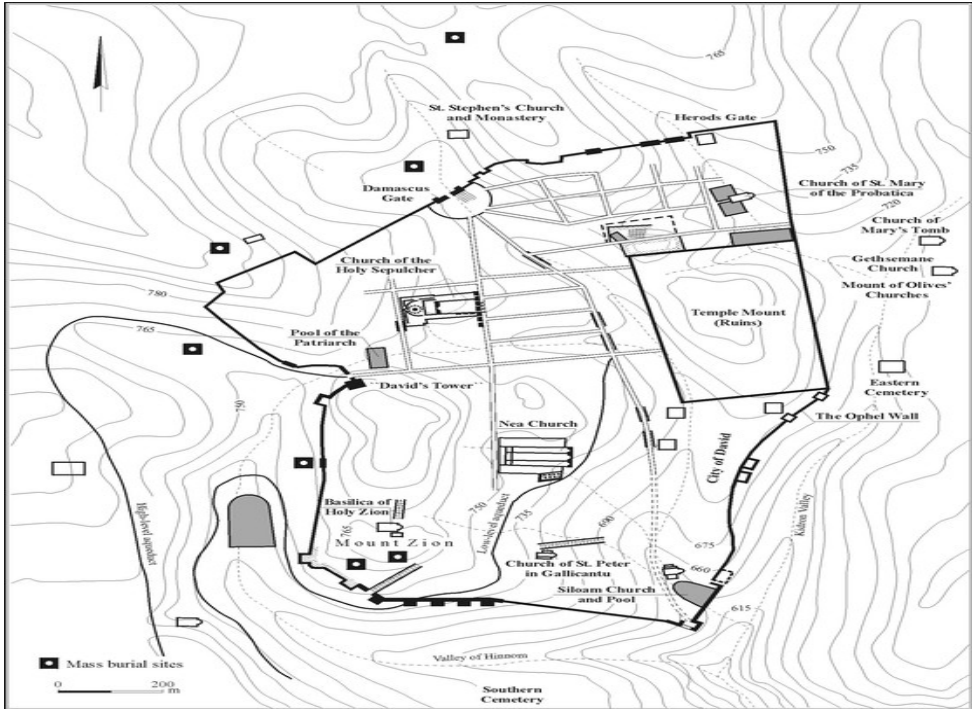 765
St. Stephen's Church
and Monastery
Herods Gate
750
735
Damascus
Gate
Church of St. Mary
of the Probatica
720
Church of
Mary's Tomb
Church of the
Holy Sepulcher
Gethsemane
Church
Mount of Olives'
Churches
780
765
Temple Mount
(Ruins)
Pool of the
Patriarch
David's Tower
Eastern
Cemetery
750
The Ophel Wall
Nea Church
City of David
Basilica of
Holy Zion
765
Mount Zion
750
735
690
High-level aqueduct
Low-level aqueduct
Kidron Valley
675
Church of St. Peter
in Gallicantu
660
Siloam Church
and Pool
615
Valley of Hinnom
Mass burial sites
0 200
m
Southern
Cemetery